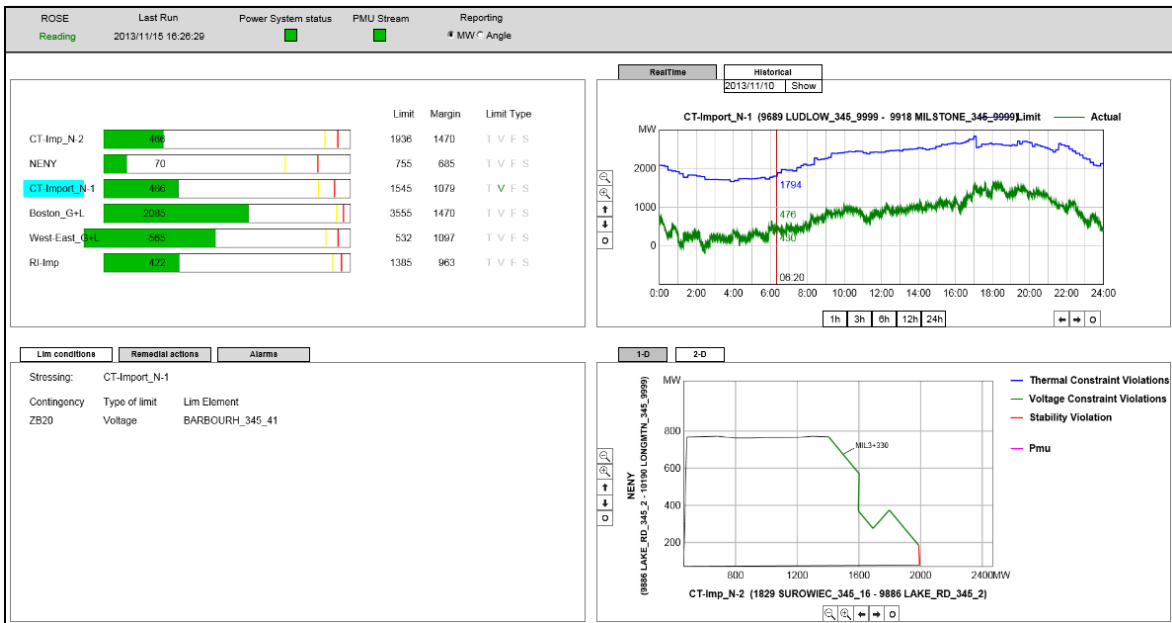 ROSE Last Run Power System status PMU Stream Reporting
Reading 2013/11/15 16:26:29 MW Angle
Limit Margin Limit Type
CT-Imp_N-2 466 1936 1470 T V F S
NENY 70 755 685 T V F S
CT-Import_N-1 466 1545 1079 T V F S
Boston_G+L 2085 3555 1470 T V F S
West-East_G+L -565 532 1097 T V F S
RI-Imp 422 1385 963 T V F S
RealTime Historical
2013/11/10 Show
CT-Import_N-1 (9689 LUDLOW_345_9999 - 9918 MILSTONE_345_9999) Limit Actual
MW
2000
1000
0
1794
476
430
06:20
0:00 2:00 4:00 6:00 8:00 10:00 12:00 14:00 16:00 18:00 20:00 22:00 24:00
1h 3h 6h 12h 24h
Lim conditions Remedial actions Alarms
Stressing: CT-Import_N-1
Contingency Type of limit Lim Element
ZB20 Voltage BARBOURH_345_41
1-D 2-D
MW
800
600
400
200
NENY
(9886 LAKE_RD_345_2 - 10190 LONGMTN_345_9999)
MIL3+330
800 1200 1600 2000 2400MW
CT-Imp_N-2 (1829 SUROWIEC_345_16 - 9886 LAKE_RD_345_2)
Thermal Constraint Violations
Voltage Constraint Violations
Stability Violation
Pmu